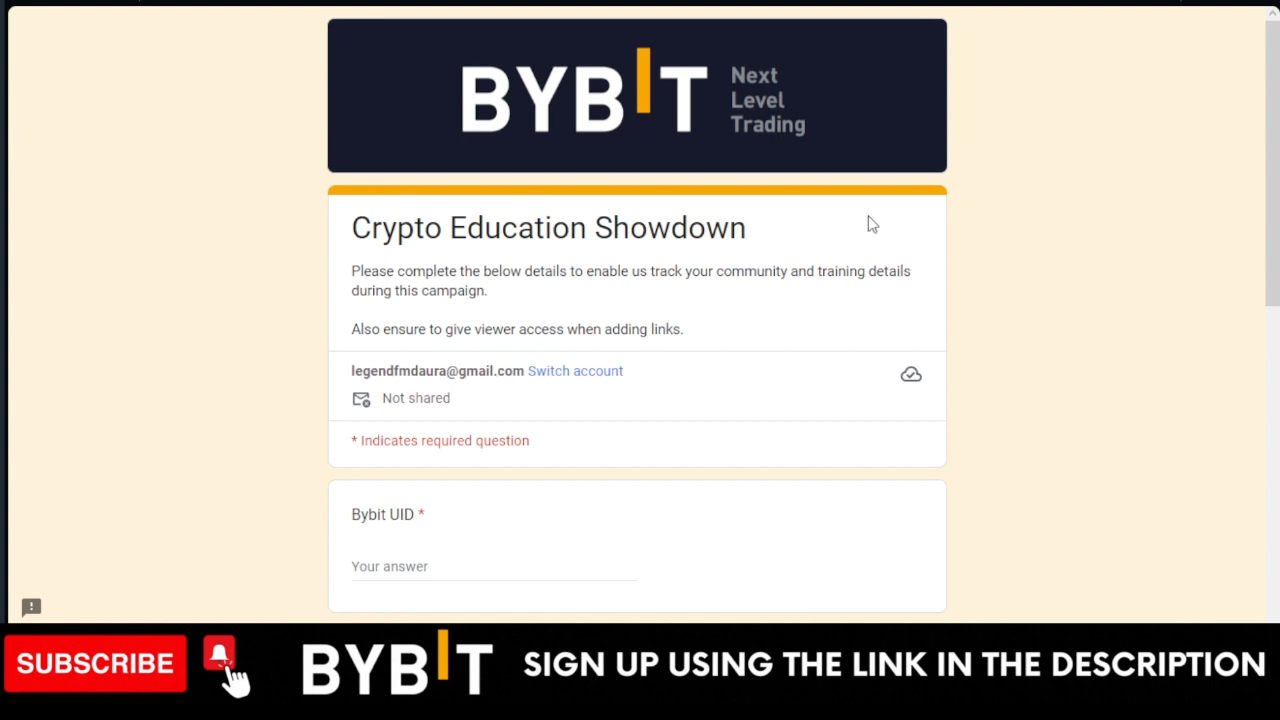 BYBIT Next
Level
Trading
Crypto Education Showdown
Please complete the below details to enable us track your community and training details
during this campaign.
Also ensure to give viewer access when adding links.
legendfmdaura@gmail.com Switch account
Not shared
* Indicates required question
Bybit UID *
Your answer
SUBSCRIBE BYBIT SIGN UP USING THE LINK IN THE DESCRIPTION